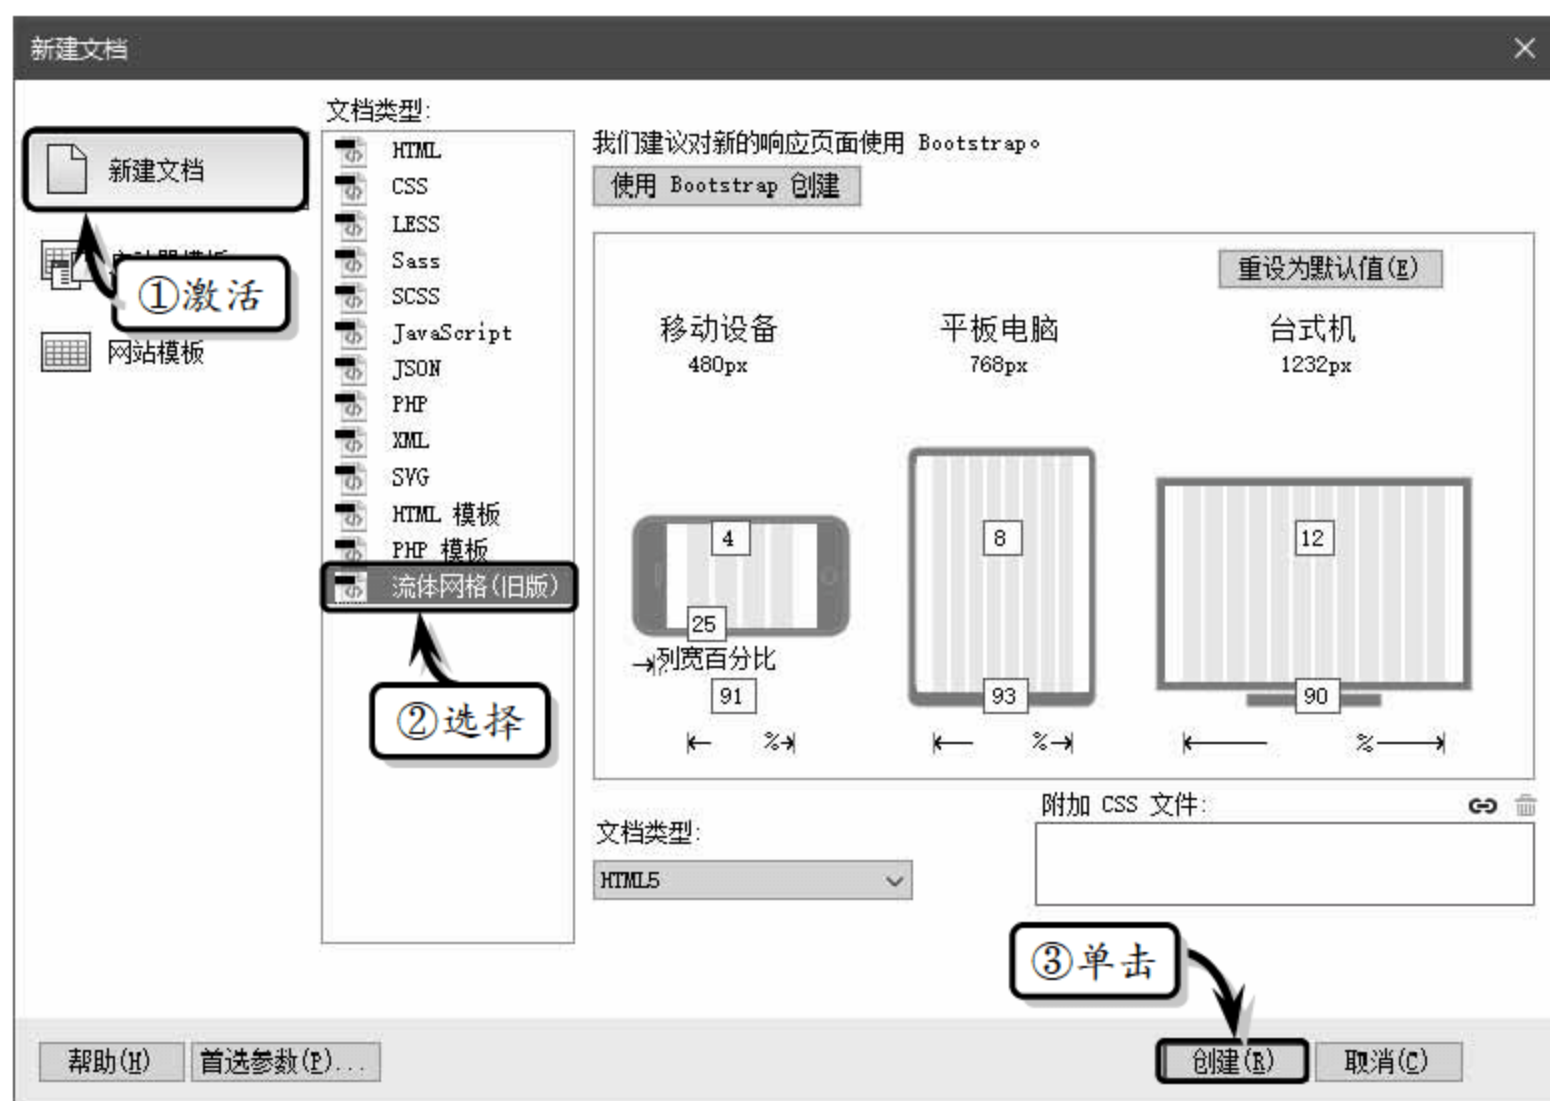 新建文档
文档类型:
新建文档
①激活
网站模板
HTML
CSS
LESS
Sass
SCSS
JavaScript
JSON
PHP
XML
SVG
HTML 模板
PHP 模板
流体网格(旧版)
②选择
我们建议对新的响应页面使用 Bootstrap。
使用 Bootstrap 创建
重设为默认值(E)
移动设备 平板电脑 台式机
480px 768px 1232px
4 8 12
25
列宽百分比
91 93 90
% % %
文档类型:
HTML5
附加 CSS 文件:
③单击
帮助(H) 首选参数(P)... 创建(R) 取消(C)